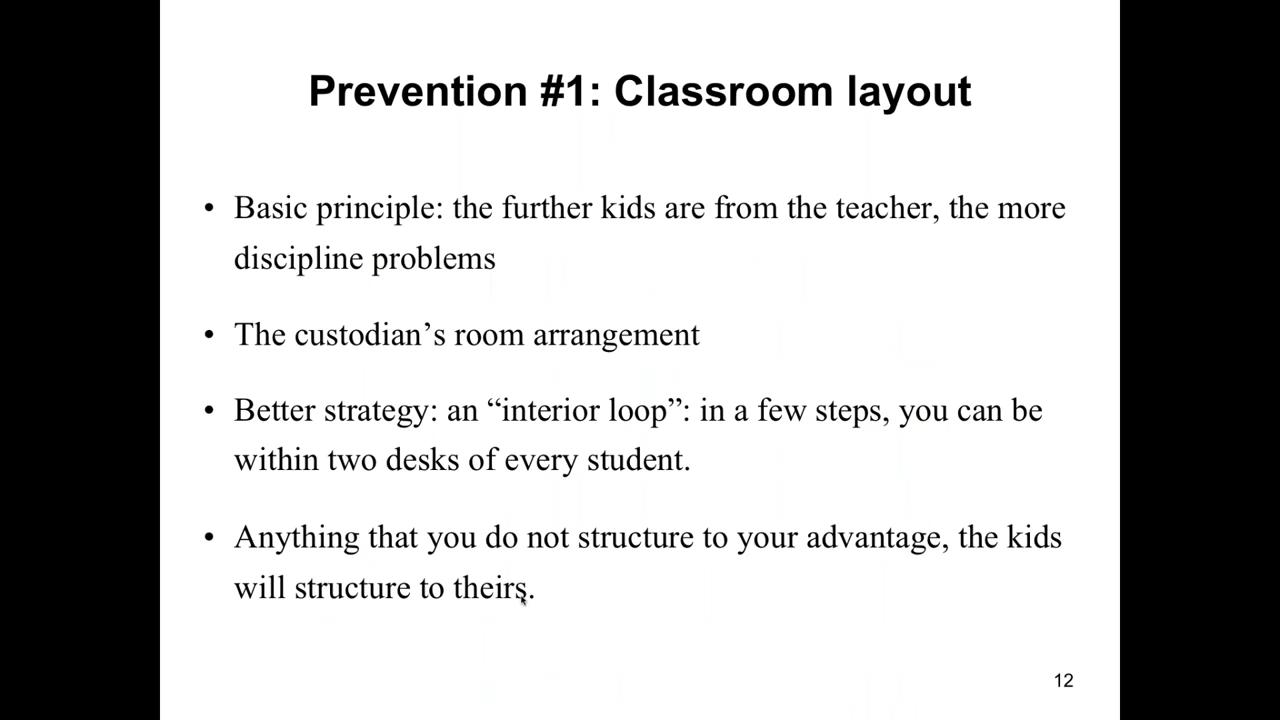 Prevention #1: Classroom layout
• Basic principle: the further kids are from the teacher, the more
discipline problems
• The custodian’s room arrangement
• Better strategy: an “interior loop”: in a few steps, you can be
within two desks of every student.
• Anything that you do not structure to your advantage, the kids
will structure to theirs.
12